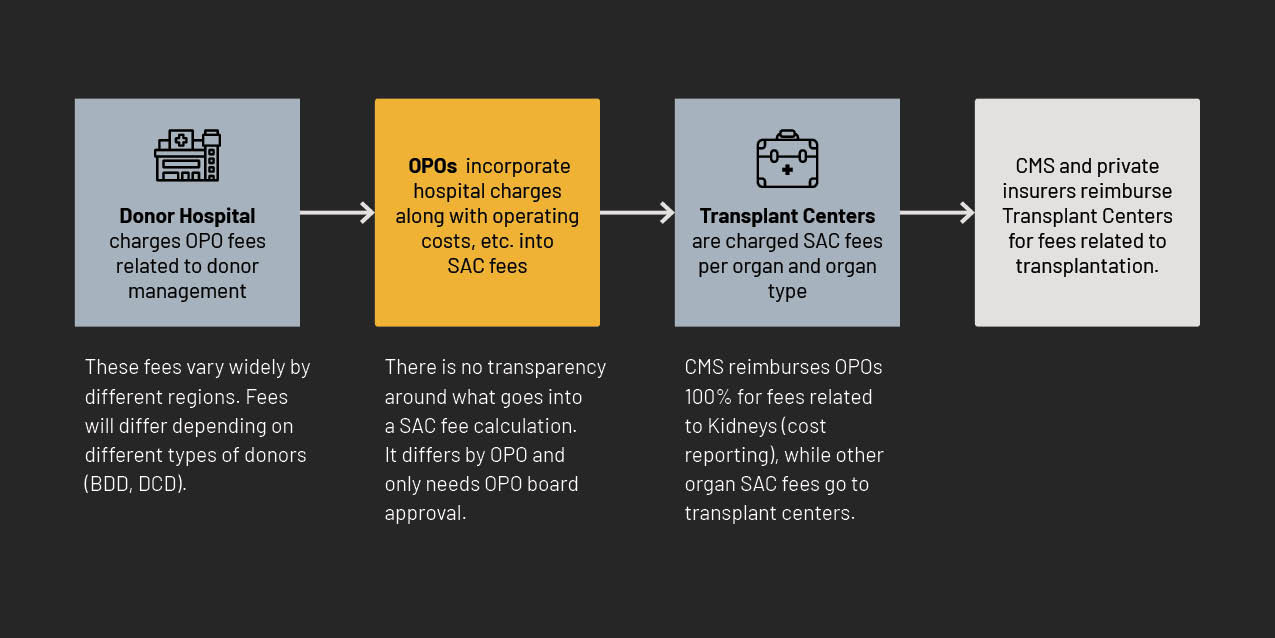 Donor Hospital
charges OPO fees
related to donor
management
OPOs incorporate
hospital charges
along with operating
costs, etc. into
SAC fees
Transplant Centers
are charged SAC fees
per organ and organ
type
CMS and private
insurers reimburse
Transplant Centers
for fees related to
transplantation.
These fees vary widely by
different regions. Fees
will differ depending on
different types of donors
(BDD, DCD).
There is no transparency
around what goes into
a SAC fee calculation.
It differs by OPO and
only needs OPO board
approval.
CMS reimburses OPOs
100% for fees related
to Kidneys (cost
reporting), while other
organ SAC fees go to
transplant centers.